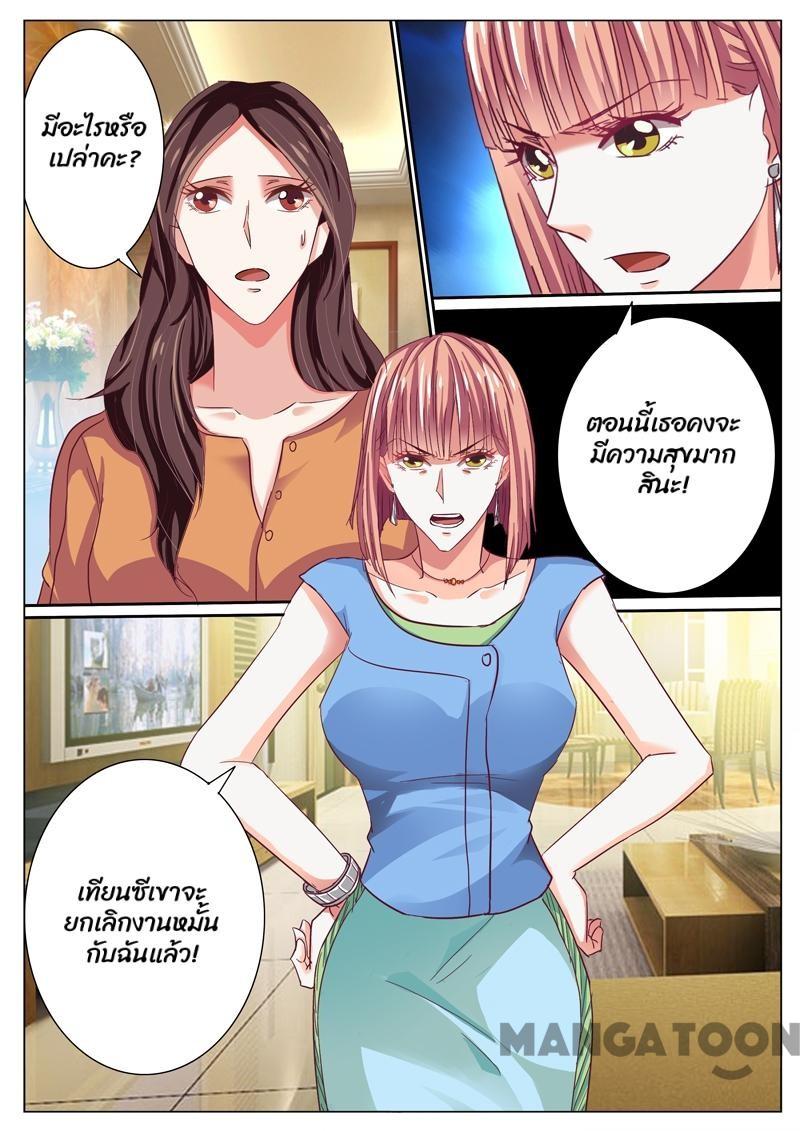 มีอะไรหรือ
เปล่าคะ?
ตอนนี้เธอคงจะ
มีความสุขมาก
สินะ!
เทียนซีเขาจะ
ยกเลิกงานหมั้น
กับฉันแล้ว!
MANGATOON